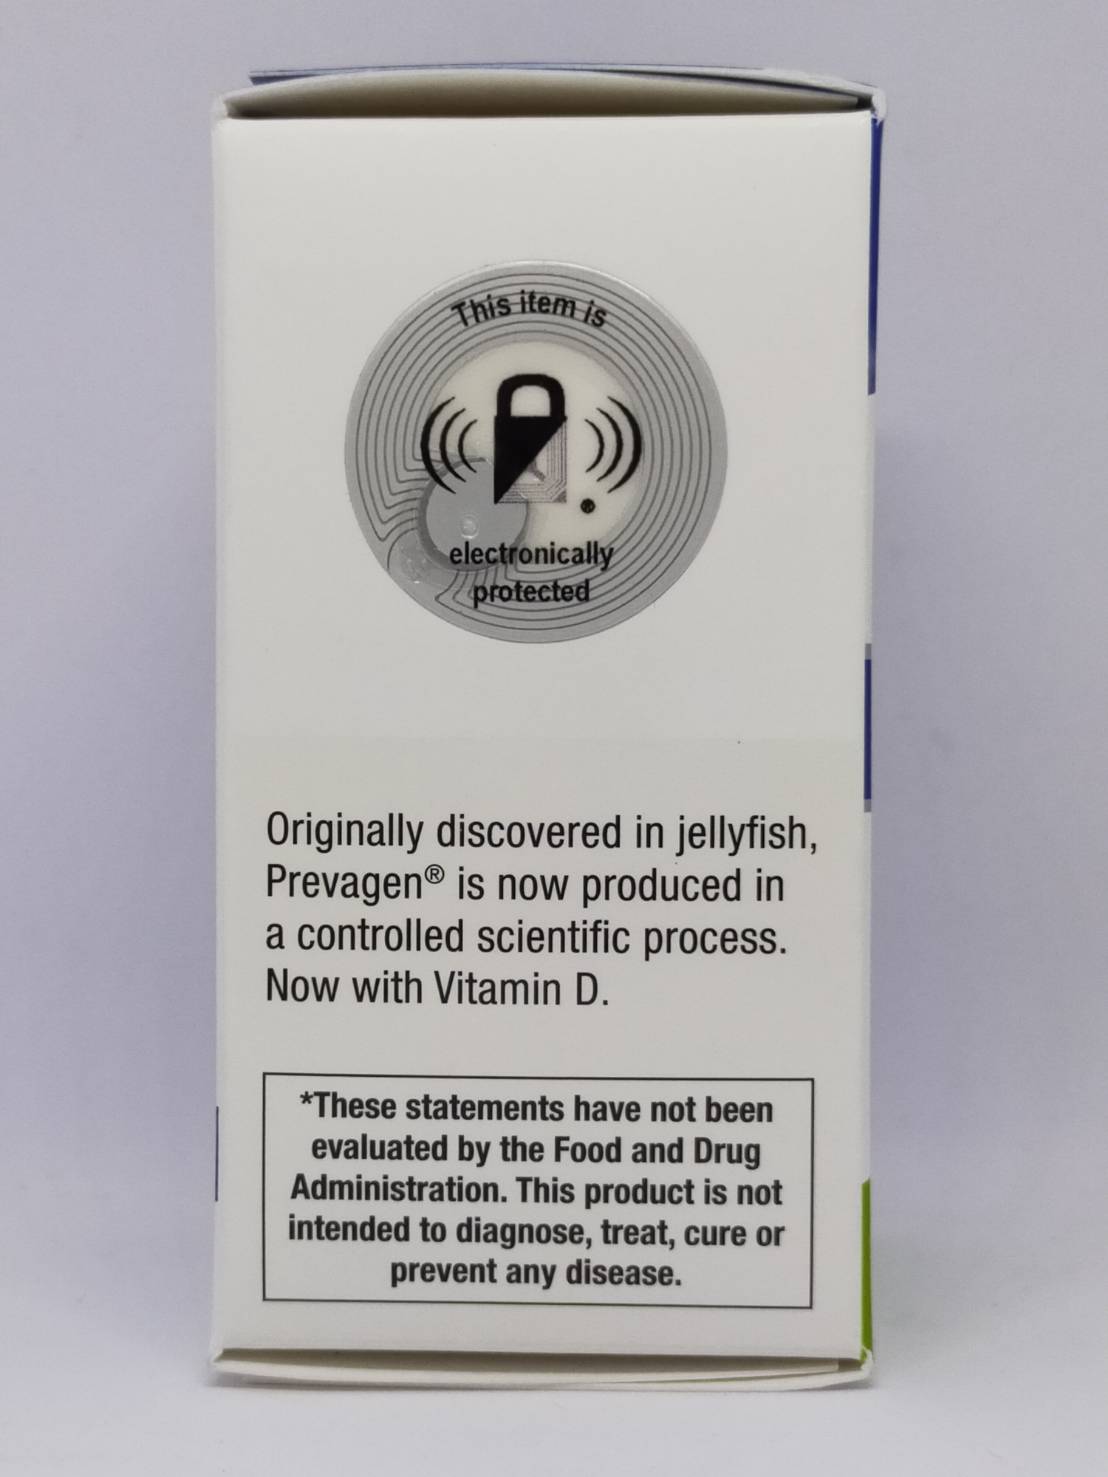 This item is
electronically
protected
Originally discovered in jellyfish,
Prevagen® is now produced in
a controlled scientific process.
Now with Vitamin D.
*These statements have not been
evaluated by the Food and Drug
Administration. This product is not
intended to diagnose, treat, cure or
prevent any disease.